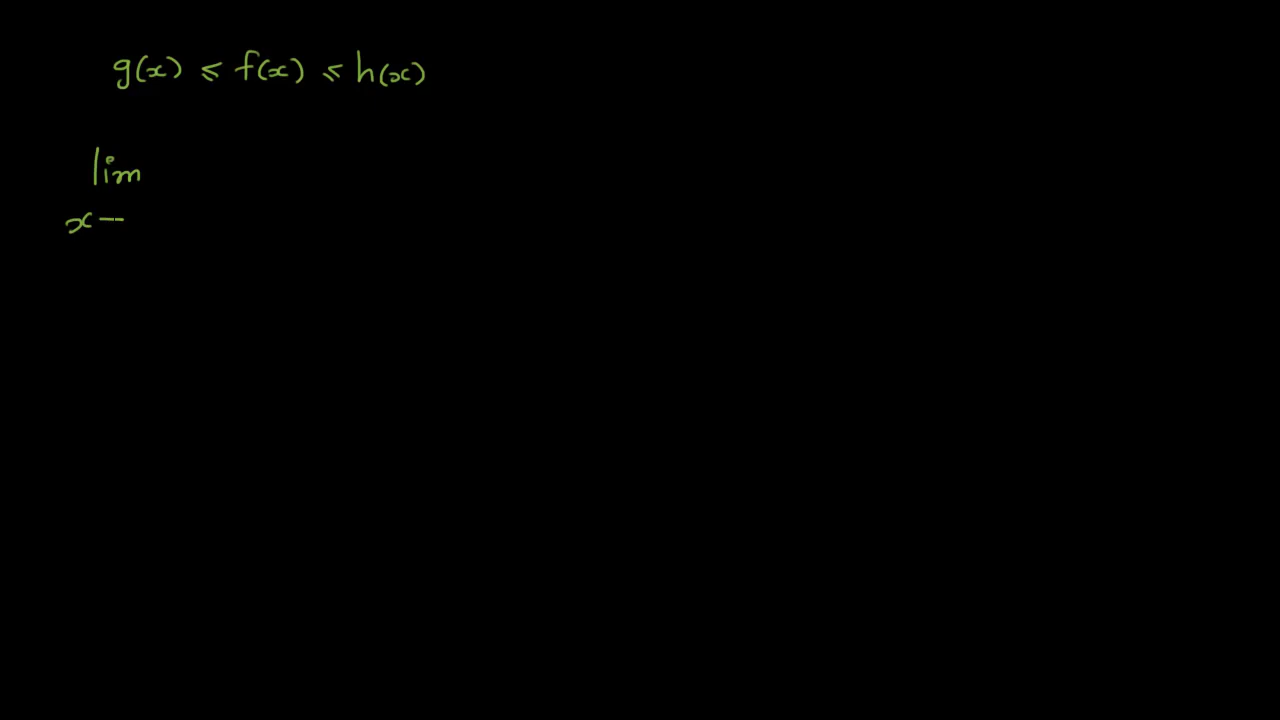 g(x) ⩽ f(x) ⩽ h(x)
lim
x –